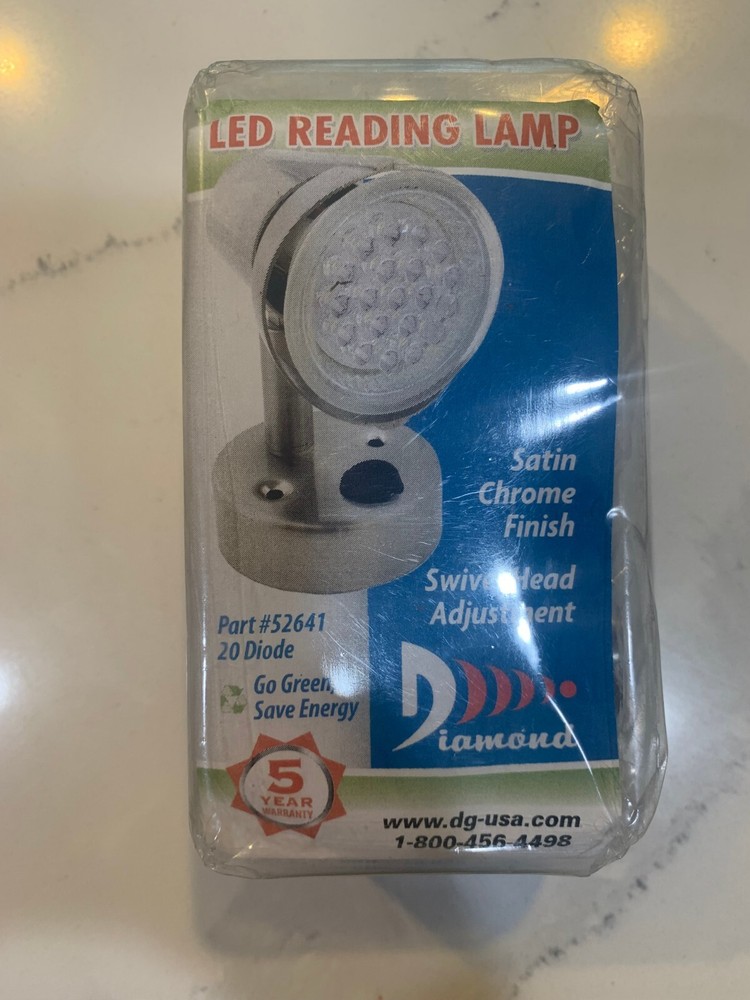 LED READING LAMP
Satin
Chrome
Finish
Swivel Head
Adjustment
Part #52641
20 Diode
Go Green,
Save Energy
Diamond
5
YEAR
WARRANTY
www.dg-usa.com
1-800-456-4498